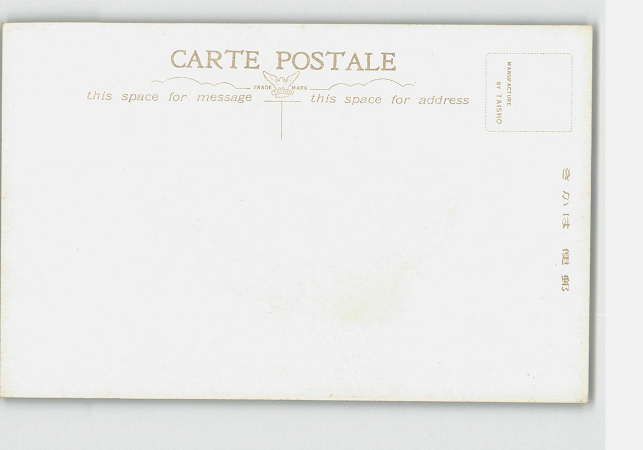 CARTE POSTALE
TRADE MARK
this space for message
this space for address
MANUFACTURE
BY TAISHO
きかは便郵